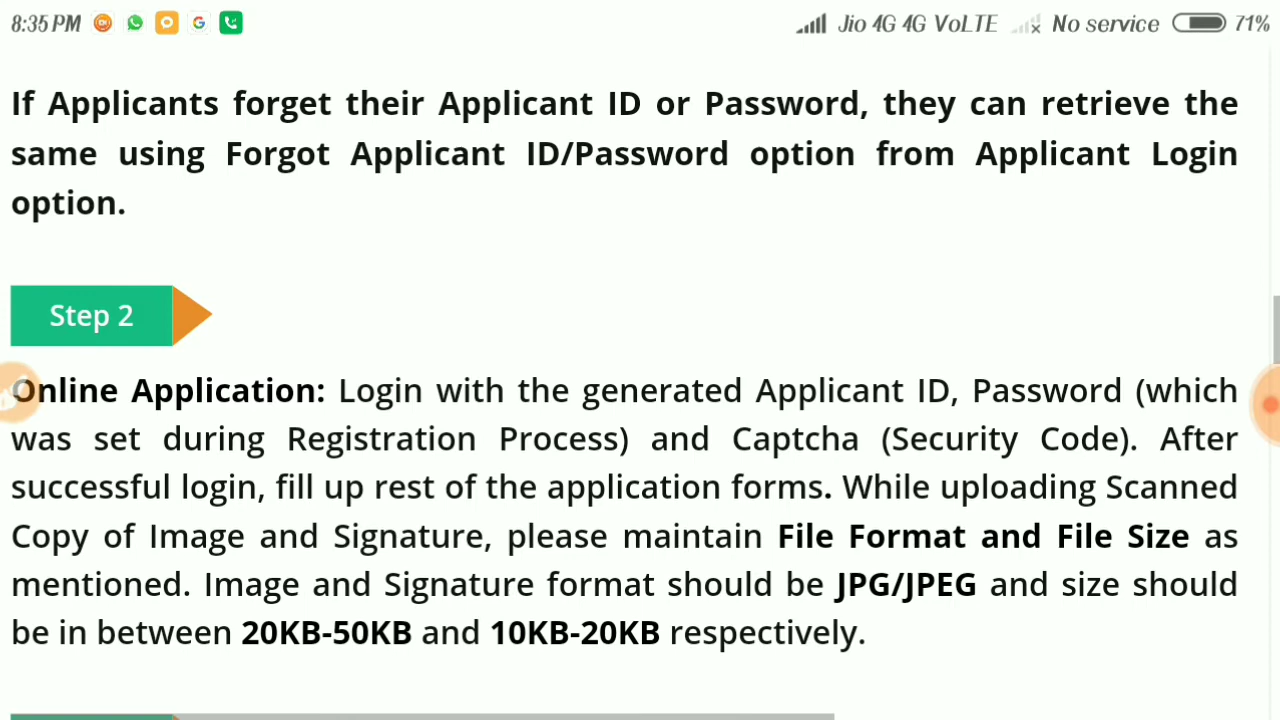 8:35 PM Jio 4G 4G VoLTE No service 71%
If Applicants forget their Applicant ID or Password, they can retrieve the
same using Forgot Applicant ID/Password option from Applicant Login
option.
Step 2
Online Application: Login with the generated Applicant ID, Password (which
was set during Registration Process) and Captcha (Security Code). After
successful login, fill up rest of the application forms. While uploading Scanned
Copy of Image and Signature, please maintain File Format and File Size as
mentioned. Image and Signature format should be JPG/JPEG and size should
be in between 20KB-50KB and 10KB-20KB respectively.